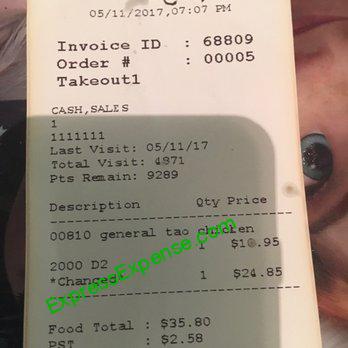 05/11/2017,07:07 PM
Invoice ID : 68809
Order # : 00005
Takeout1
CASH,SALES
1
1111111
Last Visit: 05/11/17
Total Visit: 4871
Pts Remain: 9289
Description Qty Price
00810 general tao chicken
1 $10.95
2000 D2
*Changed* 1 $24.85
ExpressExpense.com
Food Total : $35.80
PST : $2.58